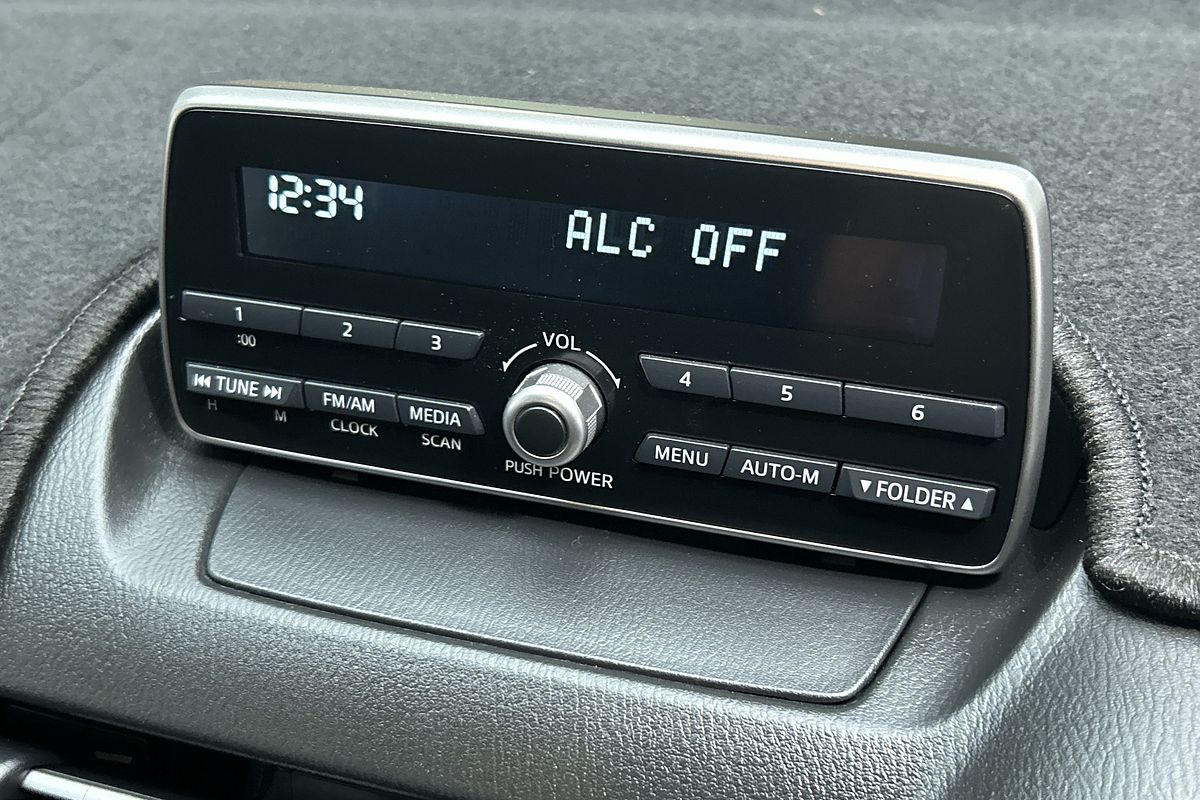 12:34
ALC OFF
1 2 3
:00
VOL
4 5 6
⏮ TUNE ⏭ FM/AM MEDIA
H M CLOCK SCAN
PUSH POWER
MENU AUTO-M ▼FOLDER▲